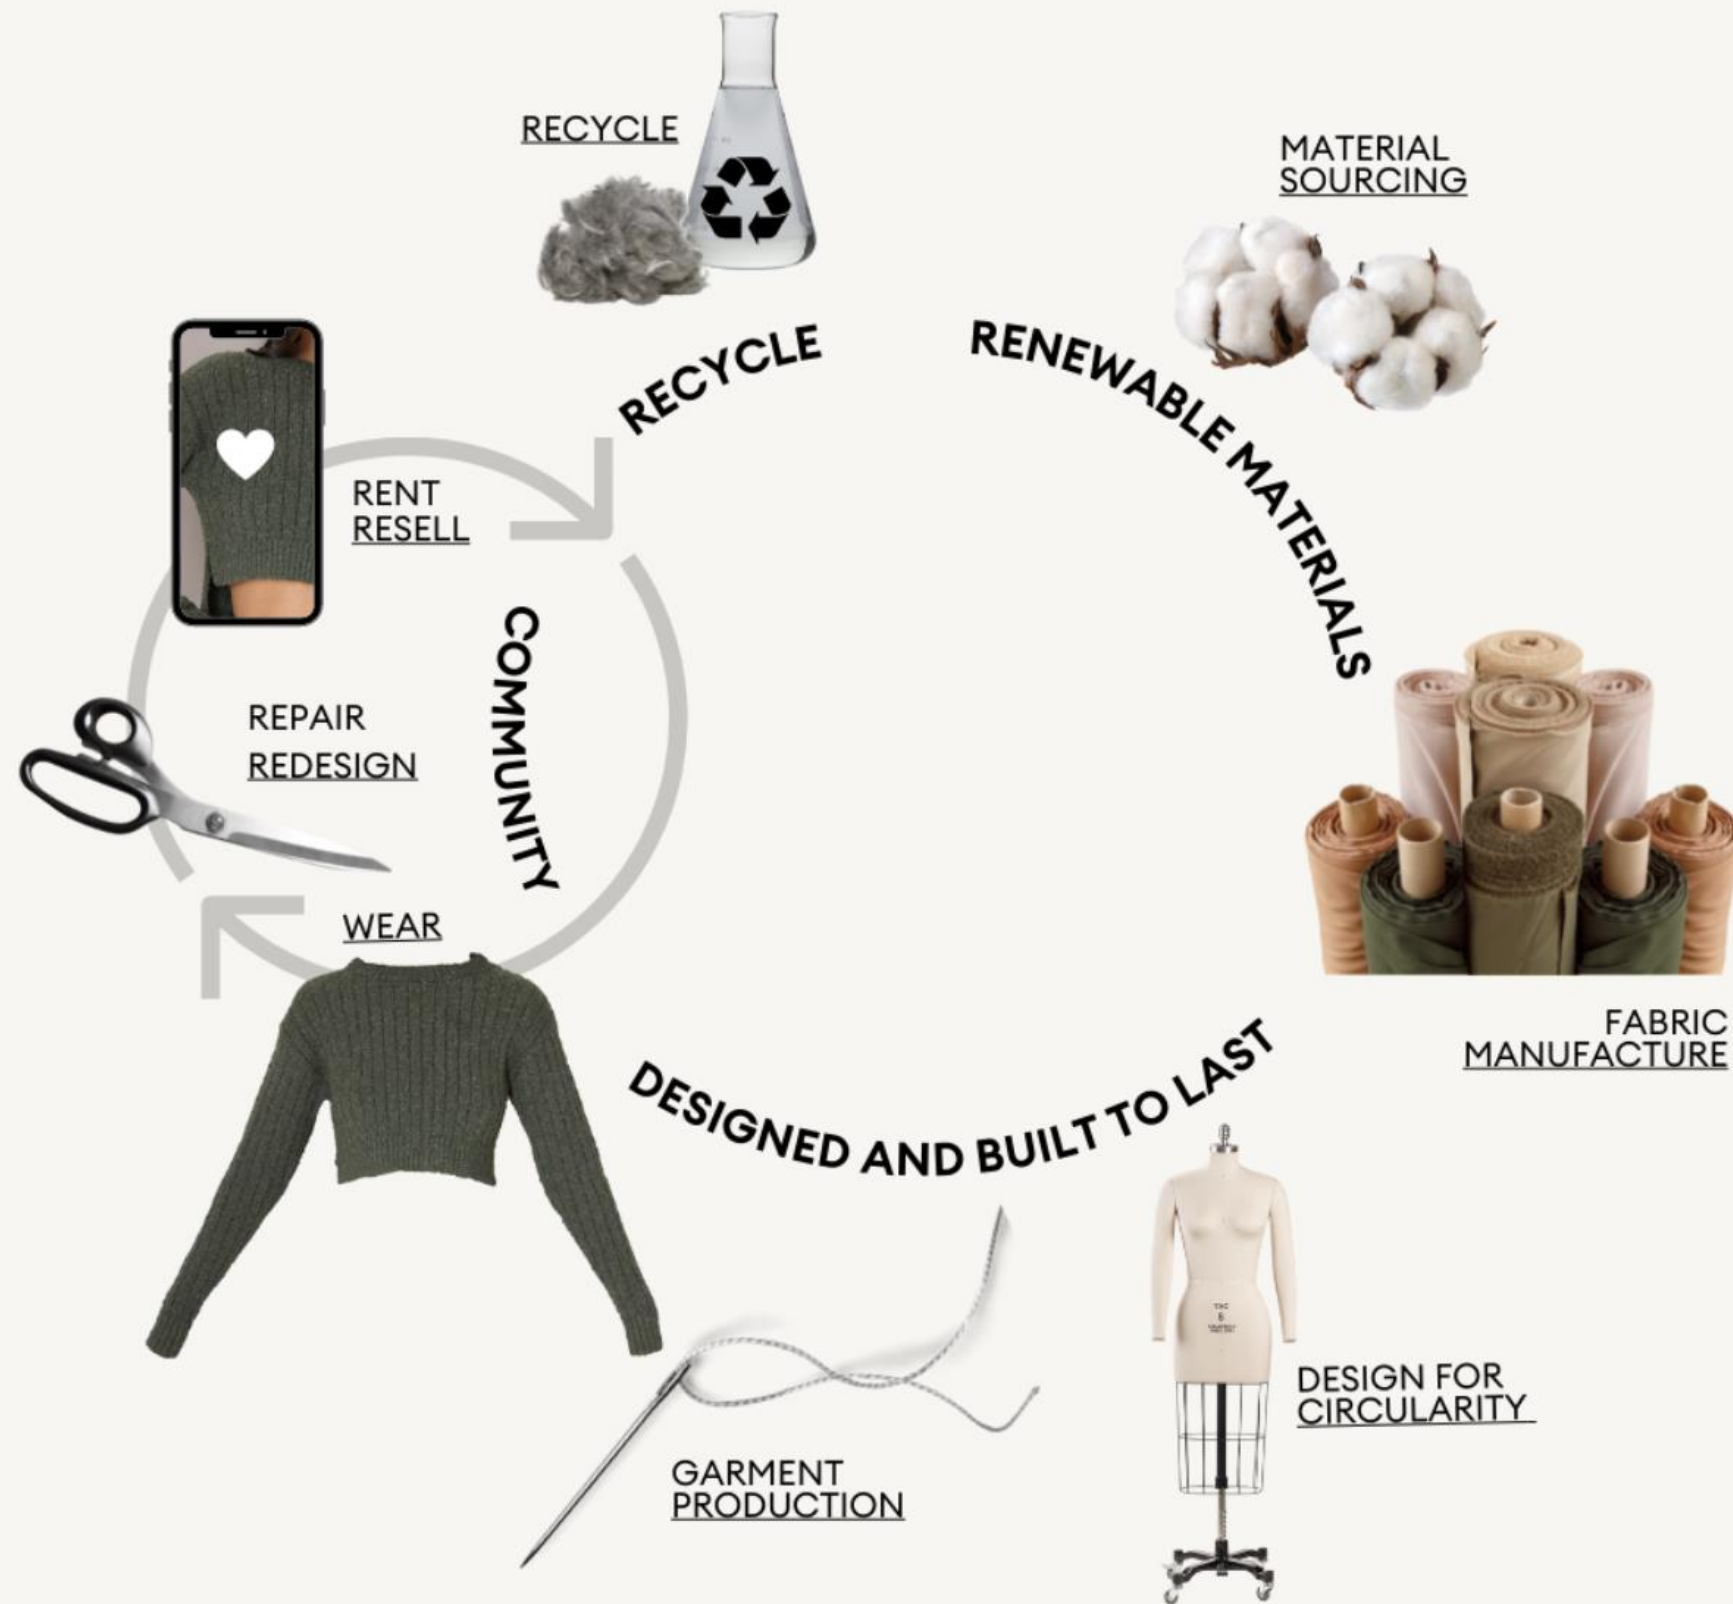 RECYCLE
MATERIAL
SOURCING
RECYCLE
RENEWABLE MATERIALS
RENT
RESELL
COMMUNITY
REPAIR
REDESIGN
WEAR
FABRIC
MANUFACTURE
DESIGNED AND BUILT TO LAST
DESIGN FOR
CIRCULARITY
GARMENT
PRODUCTION